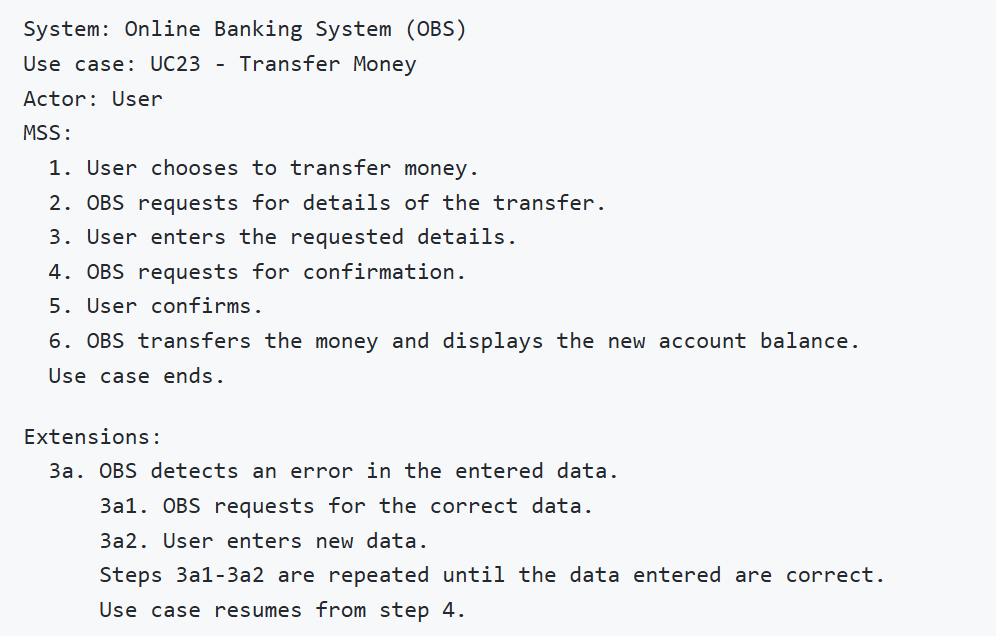 System: Online Banking System (OBS)
Use case: UC23 - Transfer Money
Actor: User
MSS:
1. User chooses to transfer money.
2. OBS requests for details of the transfer.
3. User enters the requested details.
4. OBS requests for confirmation.
5. User confirms.
6. OBS transfers the money and displays the new account balance.
Use case ends.
Extensions:
3a. OBS detects an error in the entered data.
3a1. OBS requests for the correct data.
3a2. User enters new data.
Steps 3a1-3a2 are repeated until the data entered are correct.
Use case resumes from step 4.